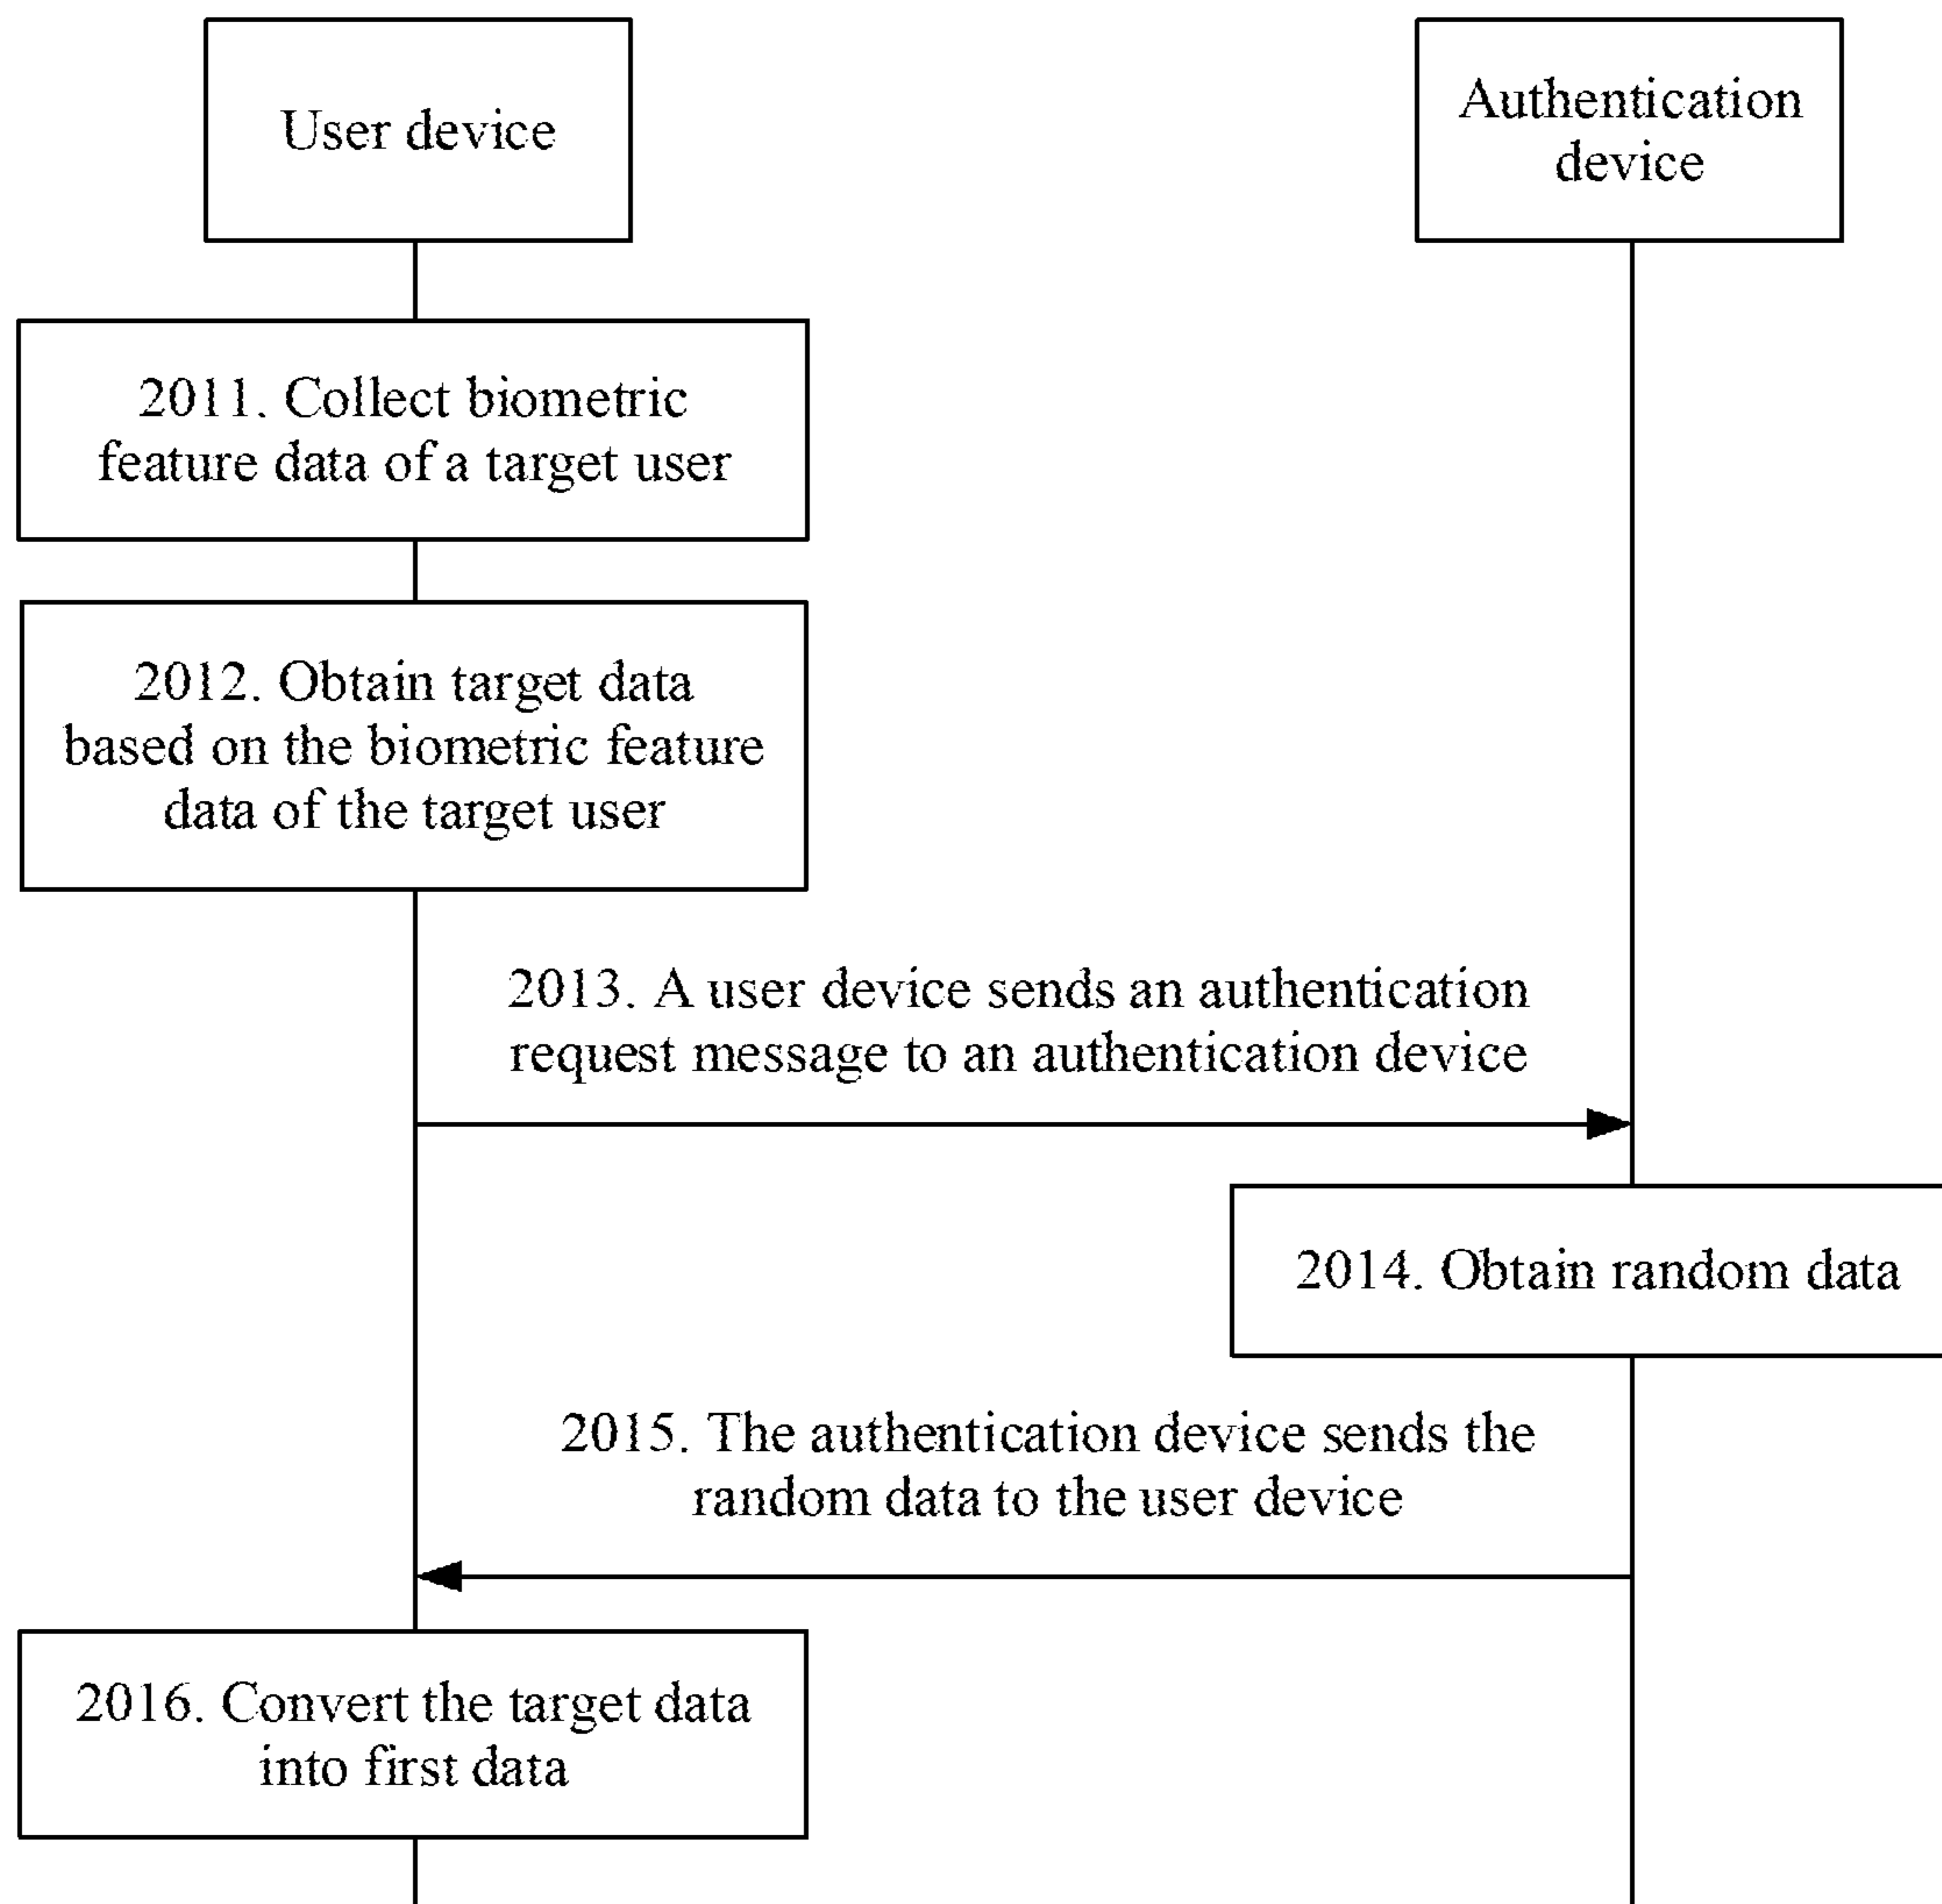 User device
Authentication
device
2011. Collect biometric
feature data of a target user
2012. Obtain target data
based on the biometric feature
data of the target user
2013. A user device sends an authentication
request message to an authentication device
2014. Obtain random data
2015. The authentication device sends the
random data to the user device
2016. Convert the target data
into first data